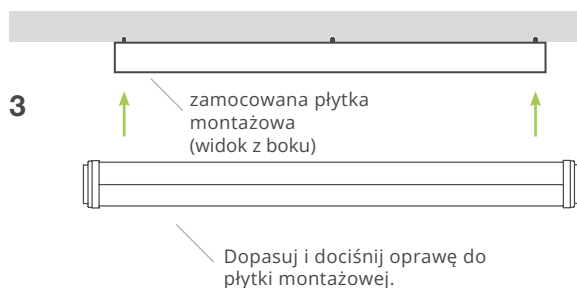 3
zamocowana płytka
montażowa
(widok z boku)
Dopasuj i dociśnij oprawę do
płytki montażowej.